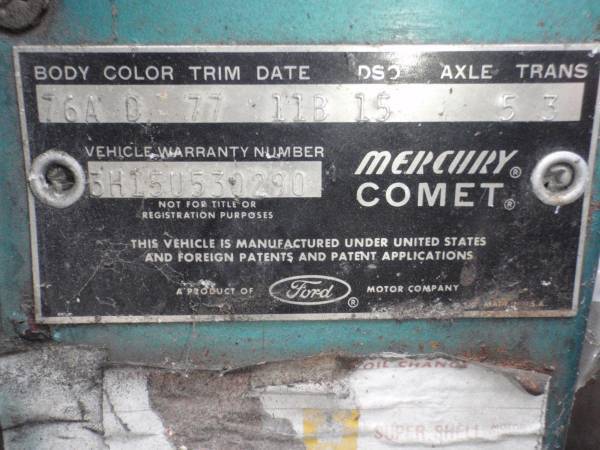 BODY COLOR TRIM DATE DSO AXLE TRANS
76A D 77 11B 15 5 3
VEHICLE WARRANTY NUMBER
5H15U530290
NOT FOR TITLE OR
REGISTRATION PURPOSES
MERCURY®
COMET®
THIS VEHICLE IS MANUFACTURED UNDER UNITED STATES
AND FOREIGN PATENTS AND PATENT APPLICATIONS
A PRODUCT OF Ford ® MOTOR COMPANY
OIL CHANG
SUPER SHELL MOTOR